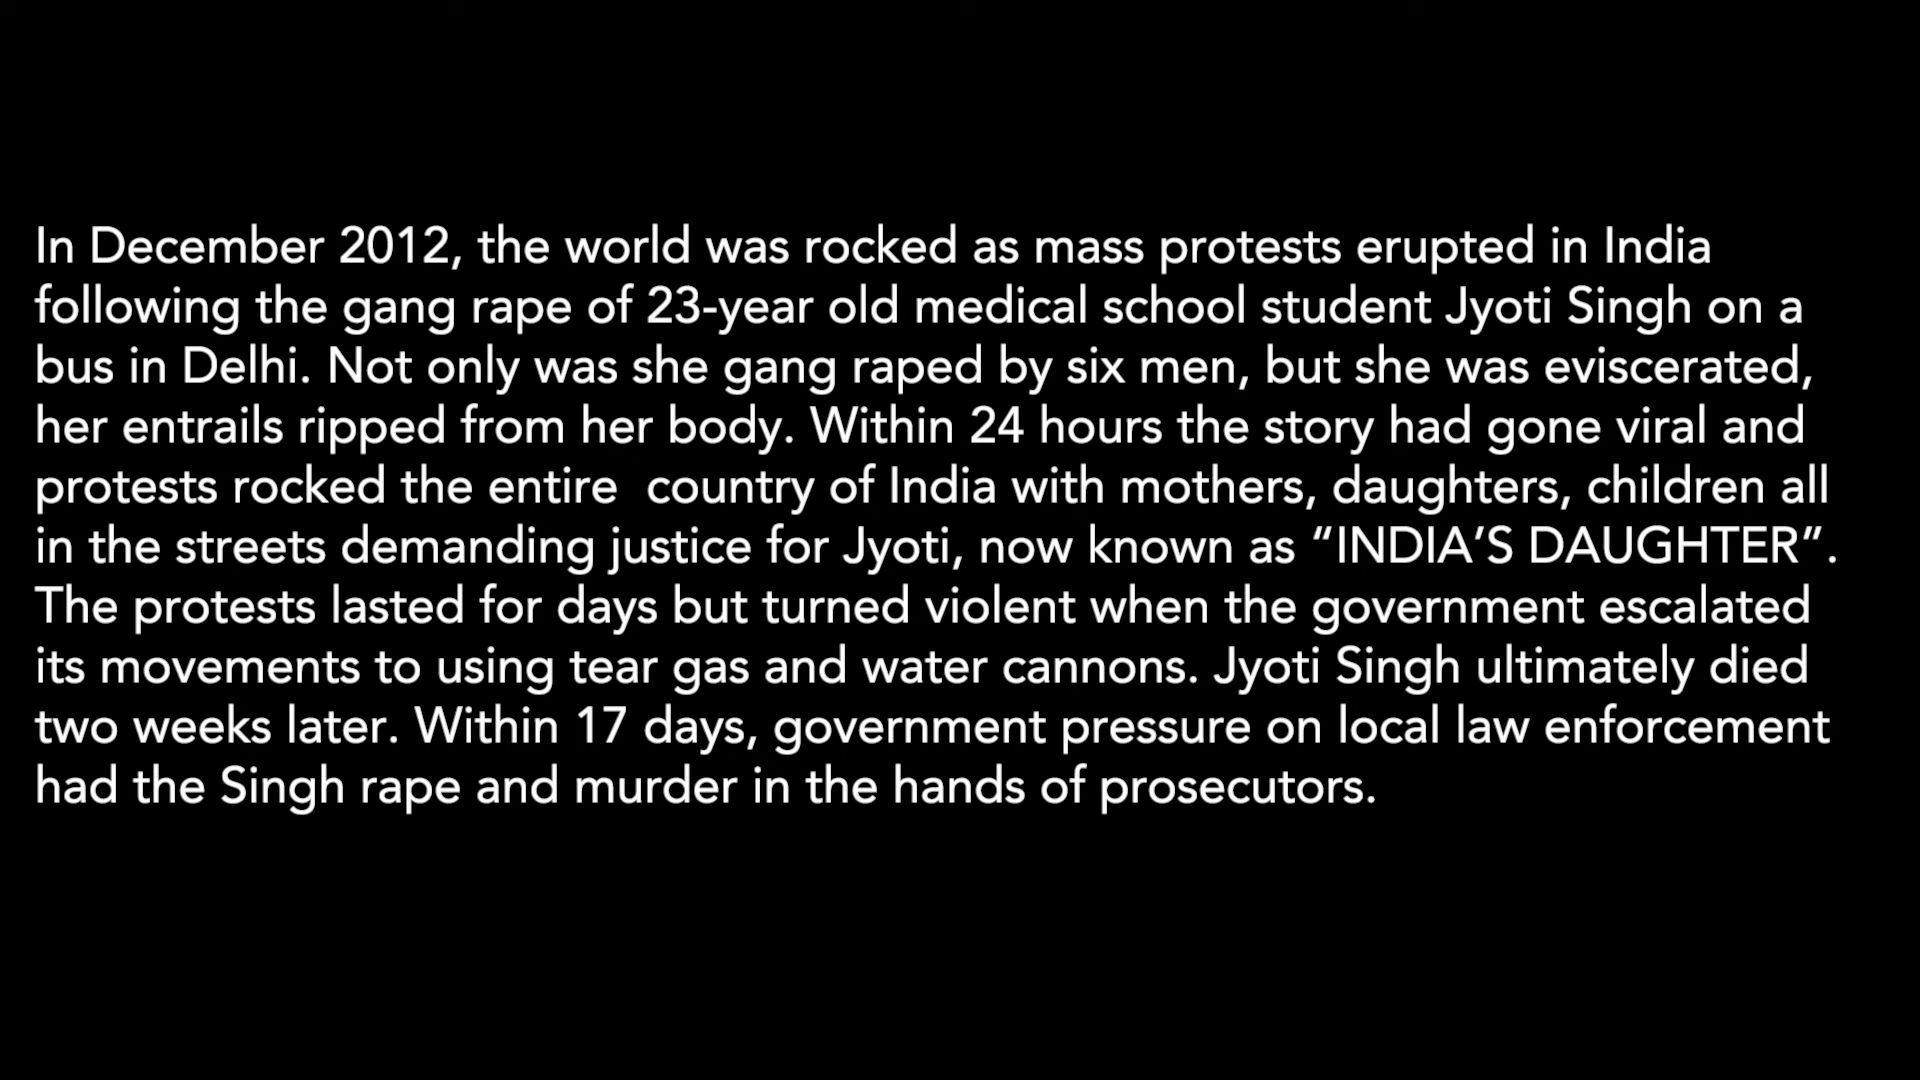 In December 2012, the world was rocked as mass protests erupted in India
following the gang rape of 23-year old medical school student Jyoti Singh on a
bus in Delhi. Not only was she gang raped by six men, but she was eviscerated,
her entrails ripped from her body. Within 24 hours the story had gone viral and
protests rocked the entire  country of India with mothers, daughters, children all
in the streets demanding justice for Jyoti, now known as “INDIA’S DAUGHTER”.
The protests lasted for days but turned violent when the government escalated
its movements to using tear gas and water cannons. Jyoti Singh ultimately died
two weeks later. Within 17 days, government pressure on local law enforcement
had the Singh rape and murder in the hands of prosecutors.